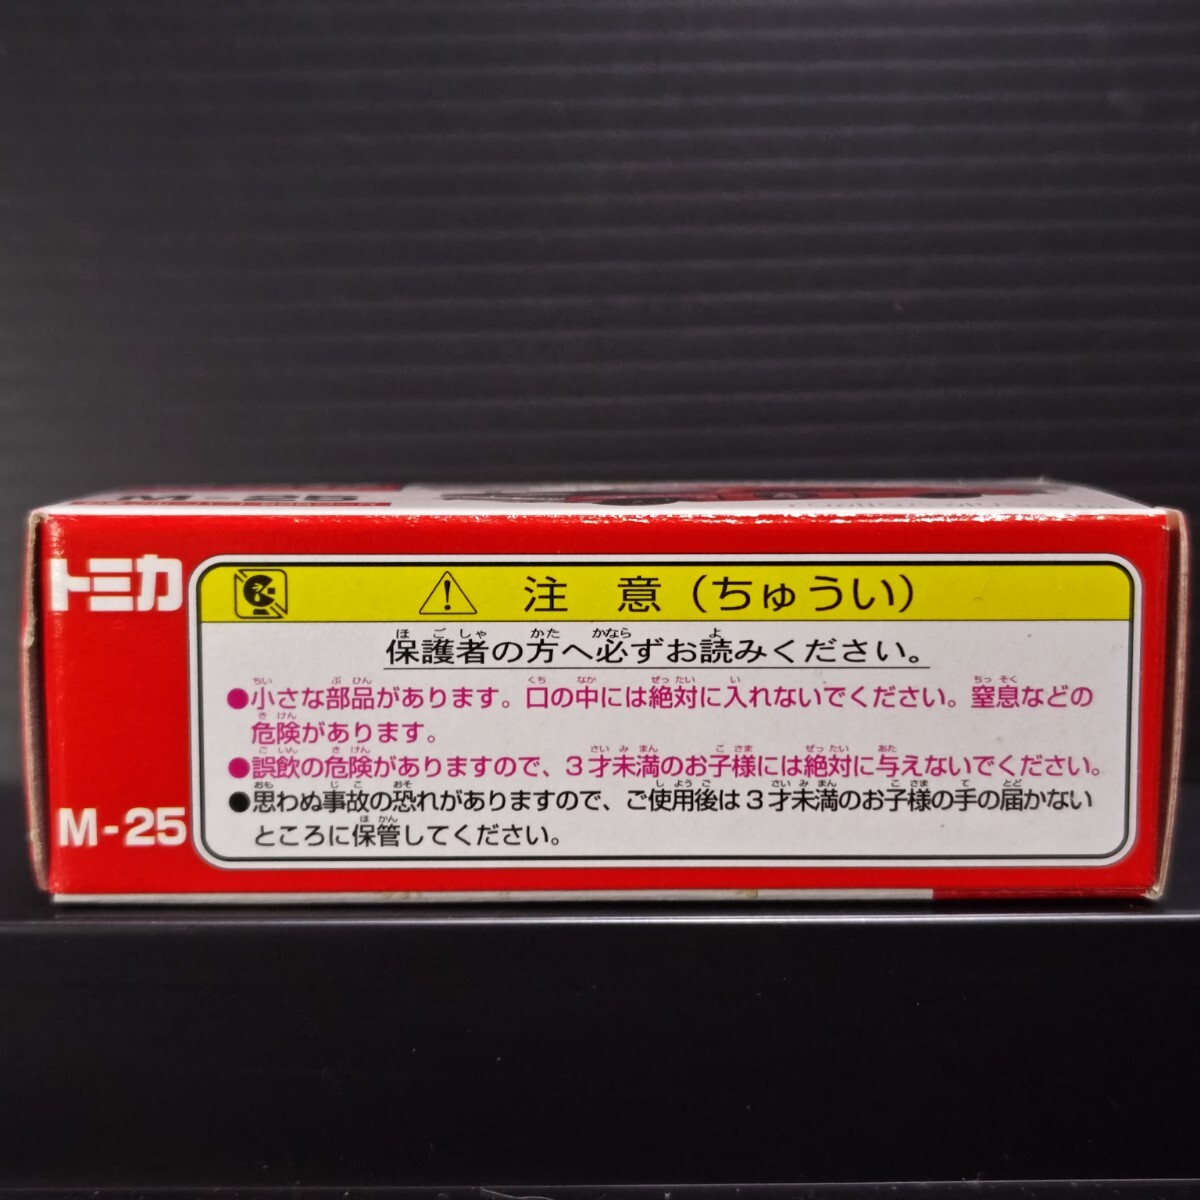 M-25
トミカ
注 意 (ちゅうい)
保護者の方へ必ずお読みください。
●小さな部品があります。口の中には絶対に入れないでください。窒息などの
危険があります。
●誤飲の危険がありますので、3才未満のお子様には絶対に与えないでください。
●思わぬ事故の恐れがありますので、ご使用後は3才未満のお子様の手の届かない
ところに保管してください。
M-25